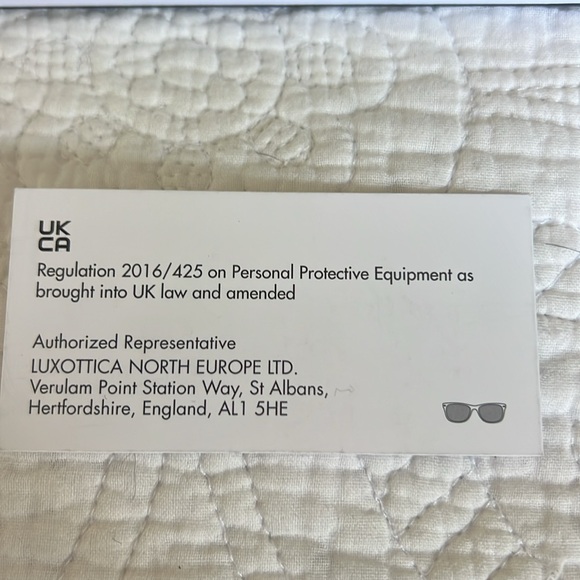 UK
CA
Regulation 2016/425 on Personal Protective Equipment as
brought into UK law and amended
Authorized Representative
LUXOTTICA NORTH EUROPE LTD.
Verulam Point Station Way, St Albans,
Hertfordshire, England, AL1 5HE